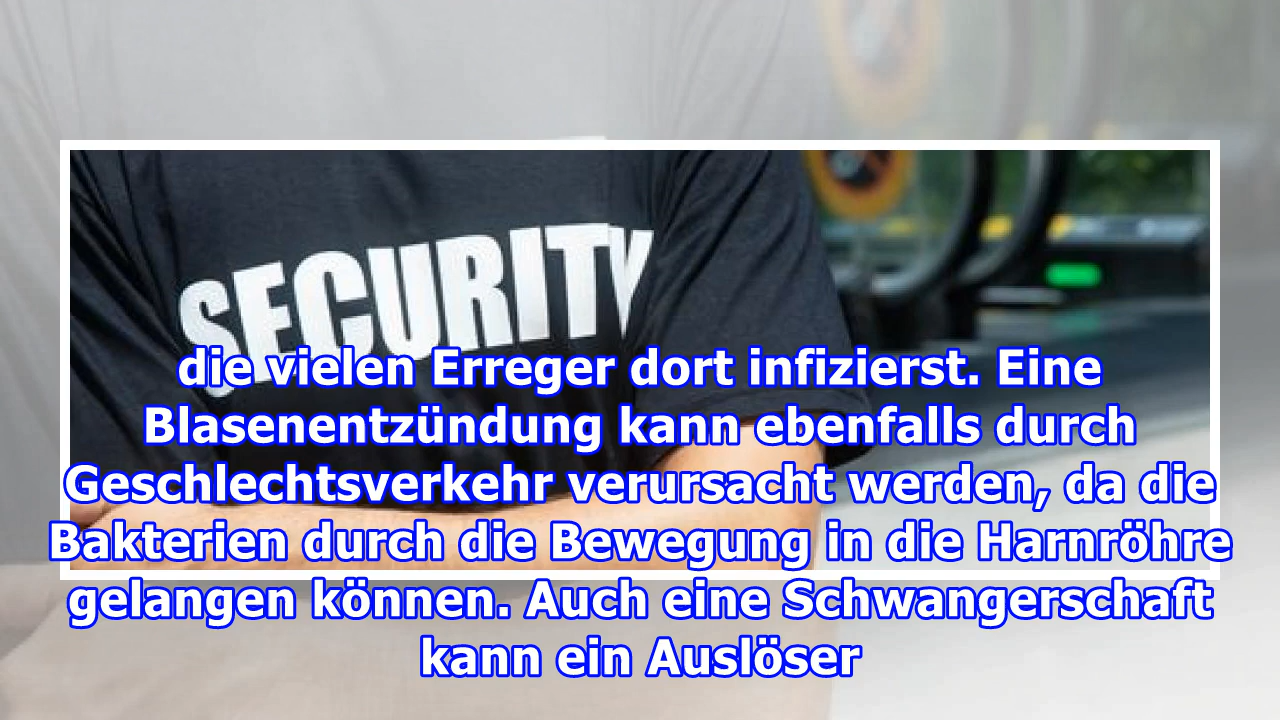 SECURITY
die vielen Erreger dort infizierst. Eine
Blasenentzündung kann ebenfalls durch
Geschlechtsverkehr verursacht werden, da die
Bakterien durch die Bewegung in die Harnröhre
gelangen können. Auch eine Schwangerschaft
kann ein Auslöser